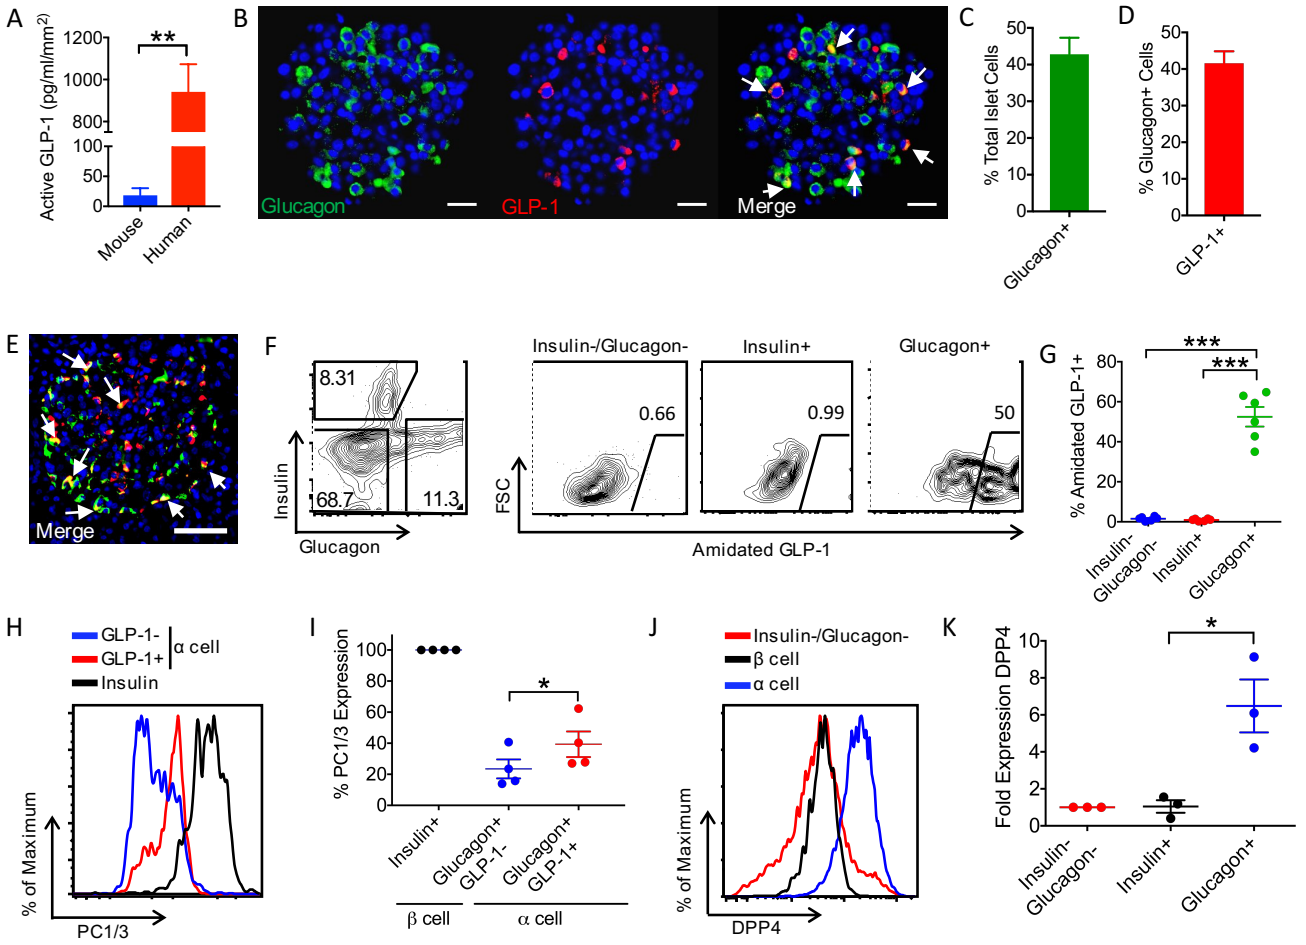 A
Active GLP-1 (pg/ml/mm²)
1200
1000
800
100
50
0
**
Mouse
Human
B
Glucagon
GLP-1
Merge
C
% Total Islet Cells
50
40
30
20
10
0
Glucagon+
D
% Glucagon+ Cells
50
40
30
20
10
0
GLP-1+
E
Merge
F
8.31
68.7
11.3
Insulin
Glucagon
Insulin-/Glucagon-
Insulin+
Glucagon+
0.66
0.99
50
FSC
Amidated GLP-1
G
% Amidated GLP-1+
80
60
40
20
0
***
***
Insulin-
Glucagon-
Insulin+
Glucagon+
H
GLP-1-
GLP-1+
α cell
Insulin
% of Maximum
PC1/3
I
% PC1/3 Expression
100
80
60
40
20
0
*
Insulin+
Glucagon+
GLP-1-
Glucagon+
GLP-1+
β cell
α cell
J
Insulin-/Glucagon-
β cell
α cell
% of Maximum
DPP4
K
Fold Expression DPP4
10
8
6
4
2
0
*
Insulin-
Glucagon-
Insulin+
Glucagon+